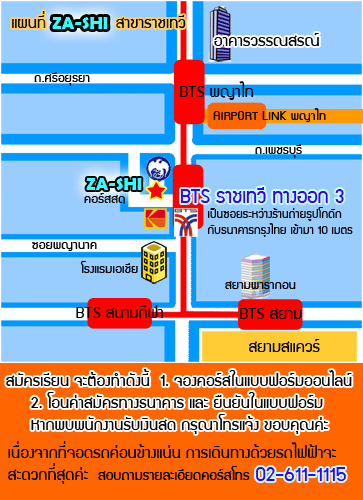 แผนที่ ZA-SHI สาขาราชเทวี
อาคารวรรณสรณ์
ถ.ศรีอยุธยา
BTS พญาไท
AIRPORT LINK พญาไท
ถ.เพชรบุรี
ZA-SHI
คอร์สสด
BTS ราชเทวี ทางออก 3
เป็นซอยระหว่างร้านถ่ายรูปโกดัก
กับธนาคารกรุงไทย เข้ามา 10 เมตร
Kodak
BTS
ซอยพญานาค
โรงแรมเอเชีย
สยามพารากอน
BTS สนามกีฬา
BTS สยาม
สยามสแควร์
สมัครเรียน จะต้องทำดังนี้ 1. จองคอร์สในแบบฟอร์มออนไลน์
2. โอนค่าสมัครทางธนาคาร และ ยืนยันในแบบฟอร์ม
หากพบพนักงานรับเงินสด กรุณาโทรแจ้ง ขอบคุณค่ะ
เนื่องจากที่จอดรถค่อนข้างแน่น การเดินทางด้วยรถไฟฟ้าจะ
สะดวกที่สุดค่ะ สอบถามรายละเอียดคอร์สโทร 02-611-1115